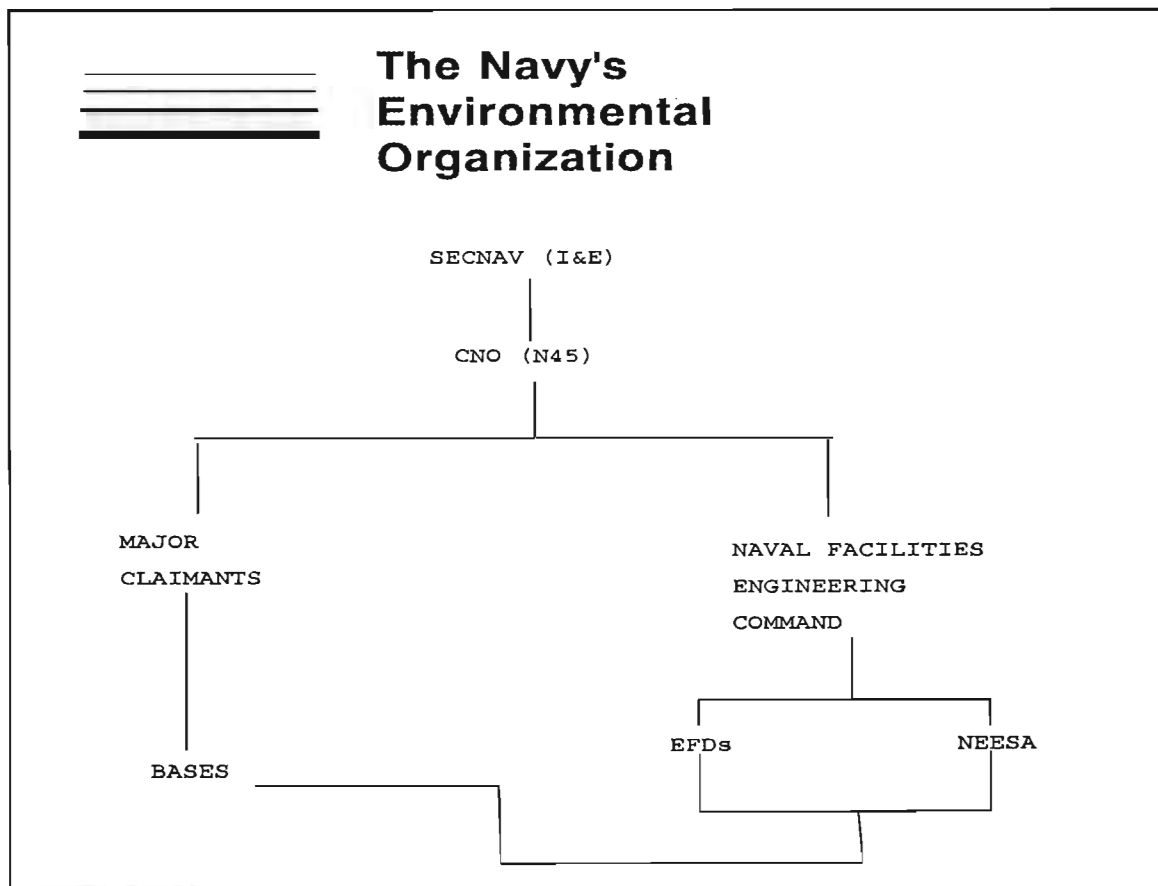 The Navy's
Environmental
Organization
SECNAV (I&E)
CNO (N45)
MAJOR
CLAIMANTS
NAVAL FACILITIES
ENGINEERING
COMMAND
EFDs
NEESA
BASES